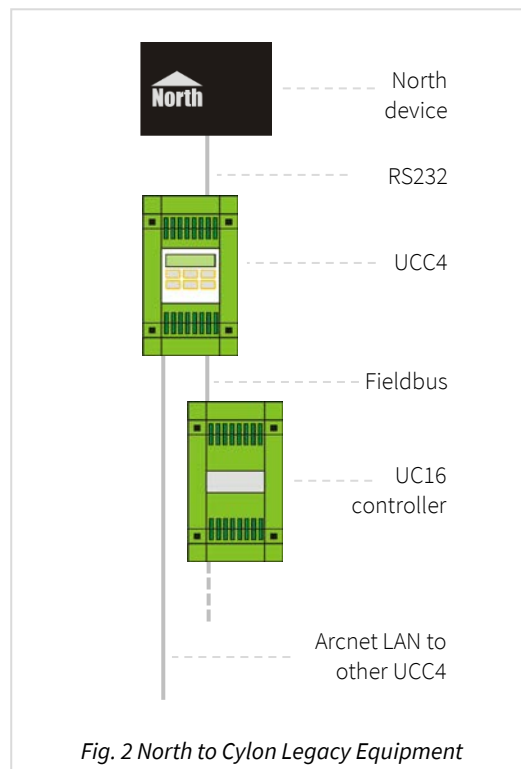 North
North
device
RS232
UCC4
Fieldbus
UC16
controller
Arcnet LAN to
other UCC4
Fig. 2 North to Cylon Legacy Equipment